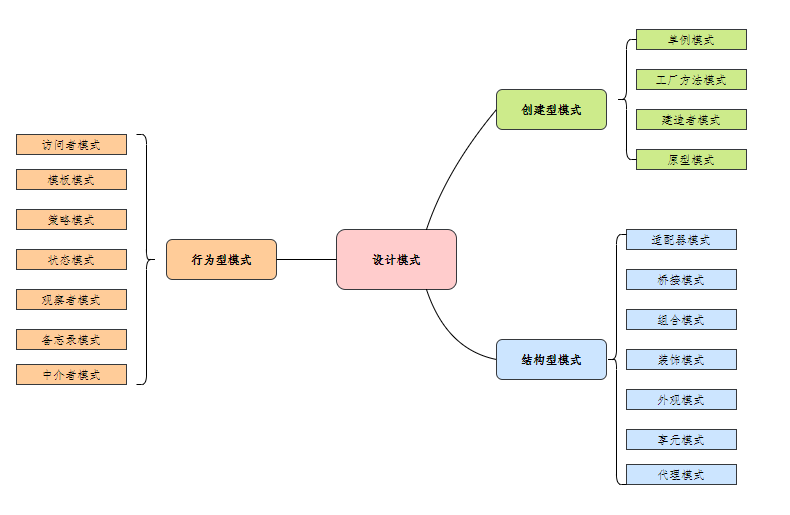 设计模式
创建型模式
单例模式
工厂方法模式
建造者模式
原型模式
结构型模式
适配器模式
桥接模式
组合模式
装饰模式
外观模式
享元模式
代理模式
行为型模式
访问者模式
模板模式
策略模式
状态模式
观察者模式
备忘录模式
中介者模式